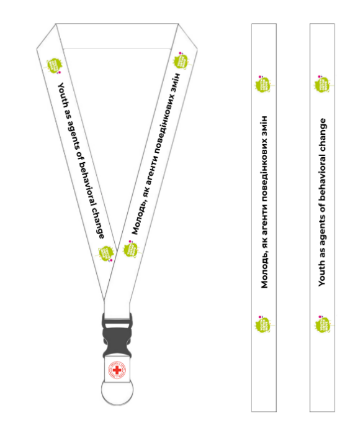 Youth as agents of behavioral change
Молодь, як агенти поведінкових змін
Молодь, як агенти поведінкових змін
Youth as agents of behavioral change